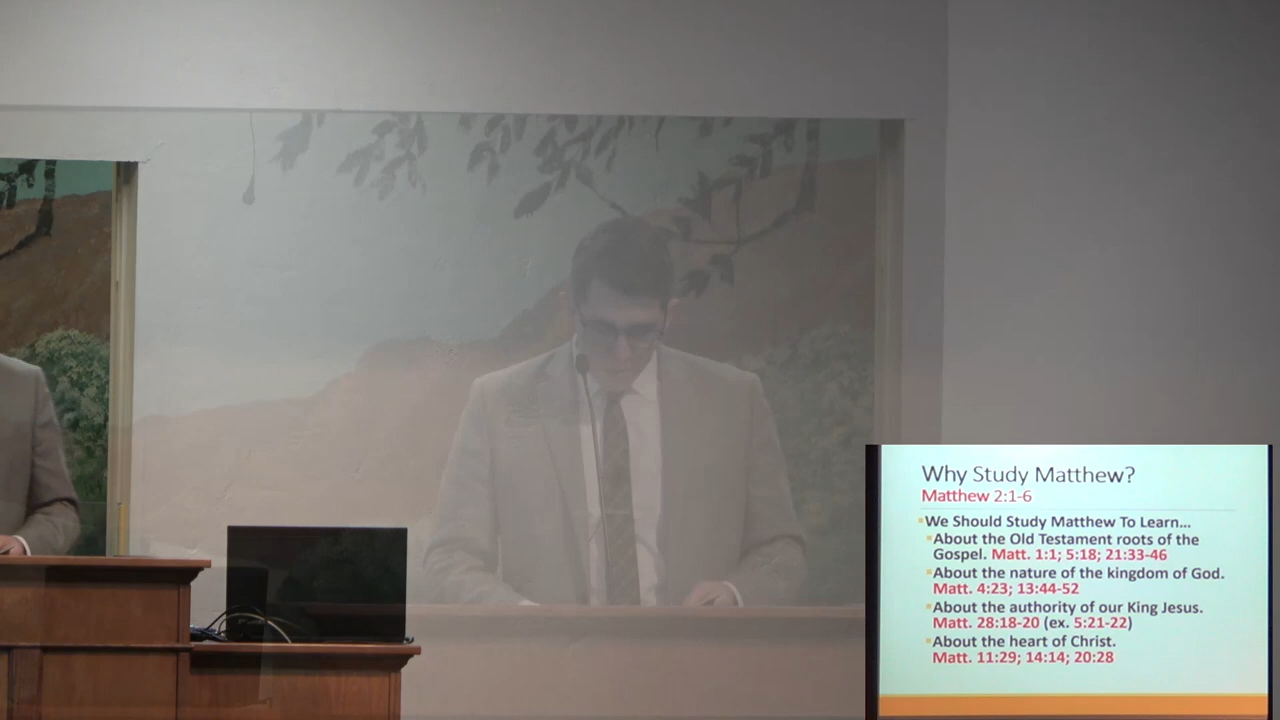 Why Study Matthew?
Matthew 2:1-6
We Should Study Matthew To Learn...
About the Old Testament roots of the
Gospel. Matt. 1:1; 5:18; 21:33-46
About the nature of the kingdom of God.
Matt. 4:23; 13:44-52
About the authority of our King Jesus.
Matt. 28:18-20 (ex. 5:21-22)
About the heart of Christ.
Matt. 11:29; 14:14; 20:28